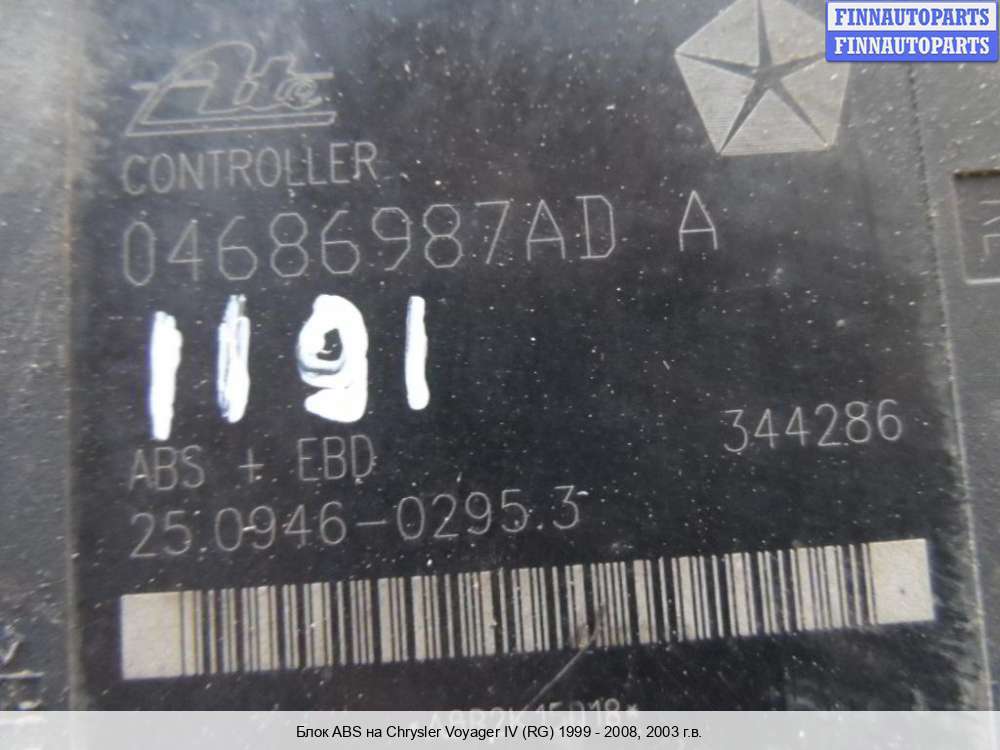 FINNAUTOPARTS
FINNAUTOPARTS
Ate
CONTROLLER
04686987AD A
1191
344286
ABS + EBD
25.0946-0295.3
Блок ABS на Chrysler Voyager IV (RG) 1999 - 2008, 2003 г.в.